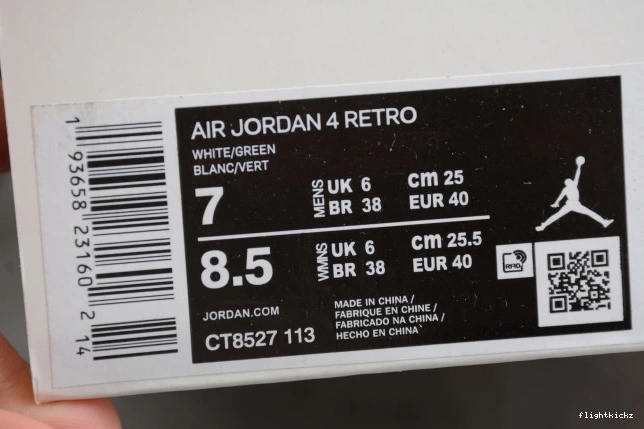 AIR JORDAN 4 RETRO
WHITE/GREEN
BLANC/VERT
7 MENS UK 6 cm 25
BR 38 EUR 40
8.5 WMNS UK 6 cm 25.5
BR 38 EUR 40
RFID
JORDAN.COM
CT8527 113
MADE IN CHINA /
FABRIQUE EN CHINE /
FABRICADO NA CHINA /
HECHO EN CHINA
1 93658 23160 2 14
flightkickz